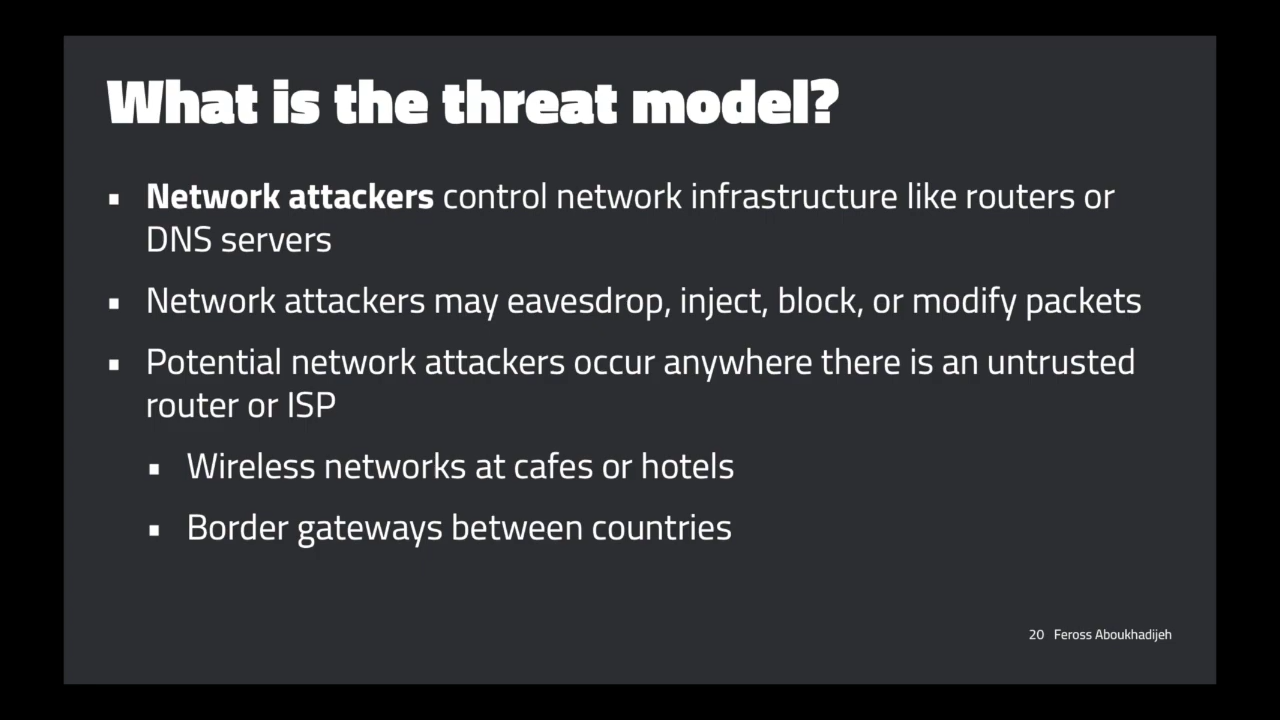 What is the threat model?
▪ Network attackers control network infrastructure like routers or
DNS servers
▪ Network attackers may eavesdrop, inject, block, or modify packets
▪ Potential network attackers occur anywhere there is an untrusted
router or ISP
▪ Wireless networks at cafes or hotels
▪ Border gateways between countries
20 Feross Aboukhadijeh